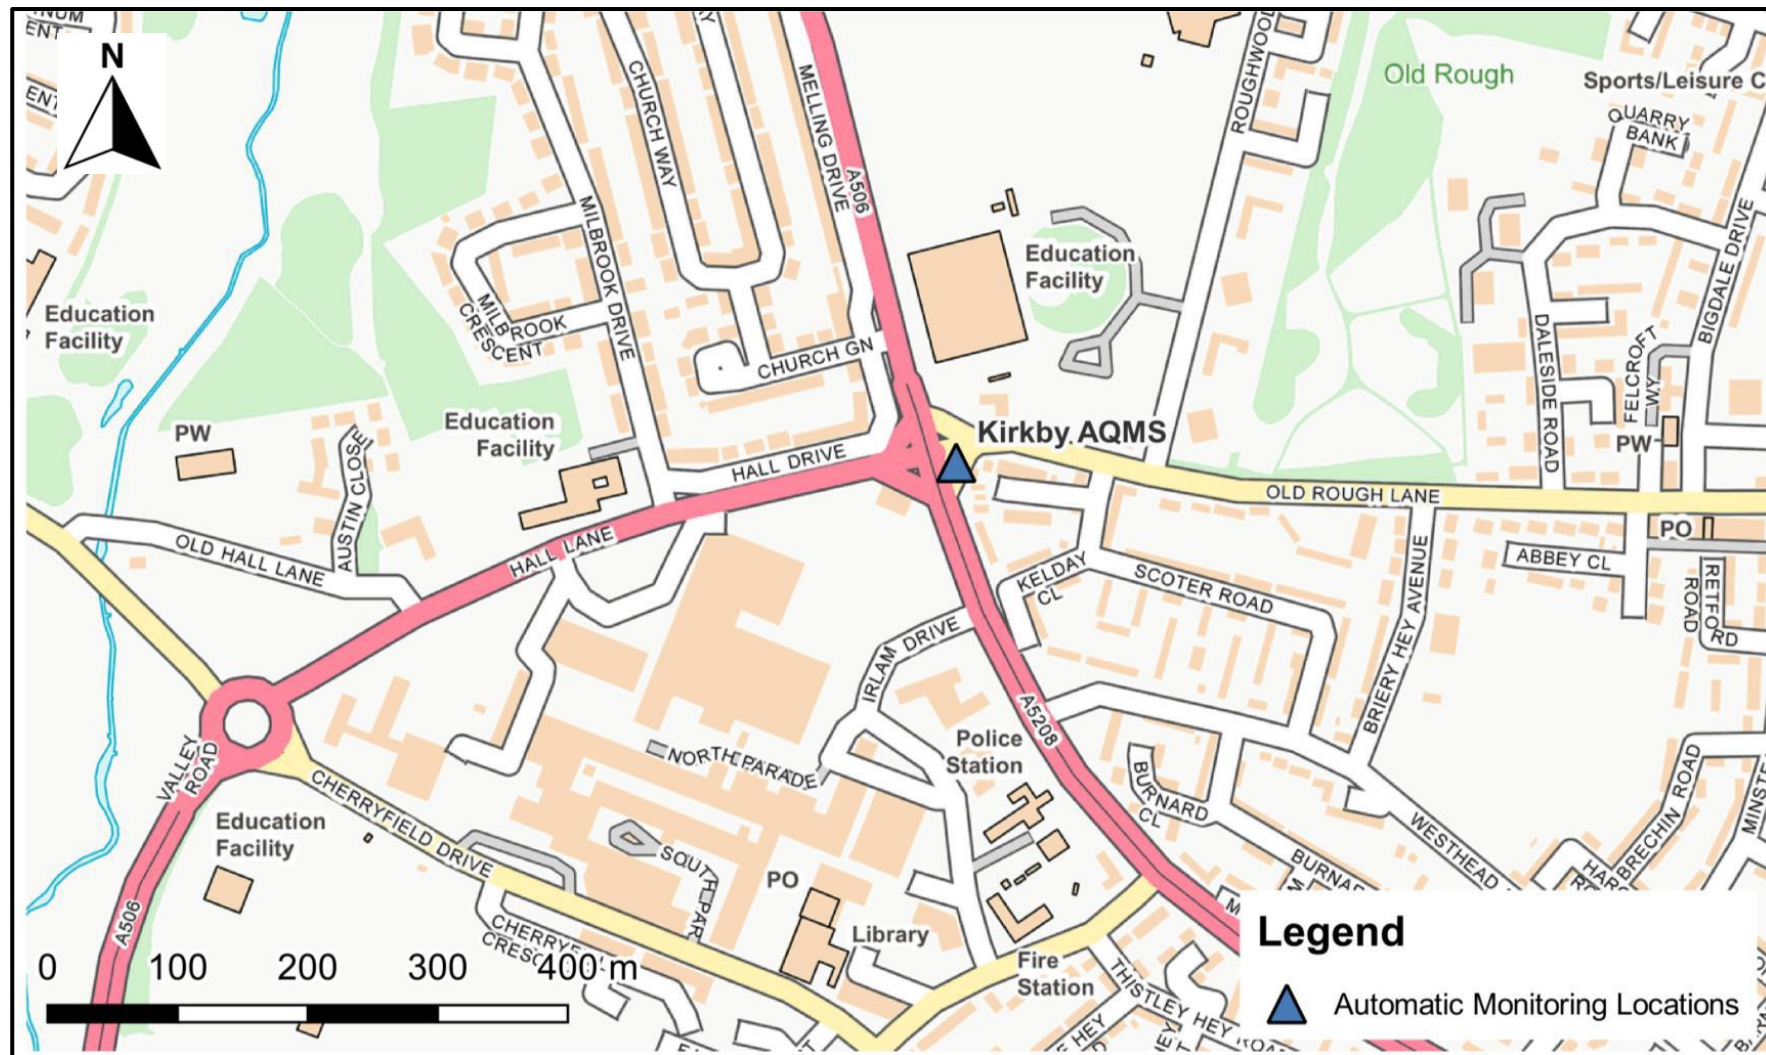 N
CHURCH WAY
MELLING DRIVE
A506
Old Rough
Sports/Leisure C
QUARRY
BANK
MILBROOK DRIVE
Education
Facility
BIGDALE DRIVE
Education
Facility
MILBROOK
CRESCENT
CHURCH GN
DALESIDE ROAD
FELCROFT
WY
PW
Education
Facility
Kirkby AQMS
PW
AUSTIN CLOSE
HALL DRIVE
OLD ROUGH LANE
PO
OLD HALL LANE
HALL LANE
KELDAY
CL
SCOTER ROAD
BRIERY HEY AVENUE
ABBEY CL
RETFORD
ROAD
IRLAM DRIVE
A5208
VALLEY
ROAD
NORTH PARADE
Police
Station
BURNARD
CL
WESTHEAD
BRECHIN ROAD
CHERRYFIELD DRIVE
Education
Facility
SOUTH PAR
PO
A506
Library
Fire
Station
THISTLEY HEY ROAD
Legend
Automatic Monitoring Locations
0 100 200 300 400 m